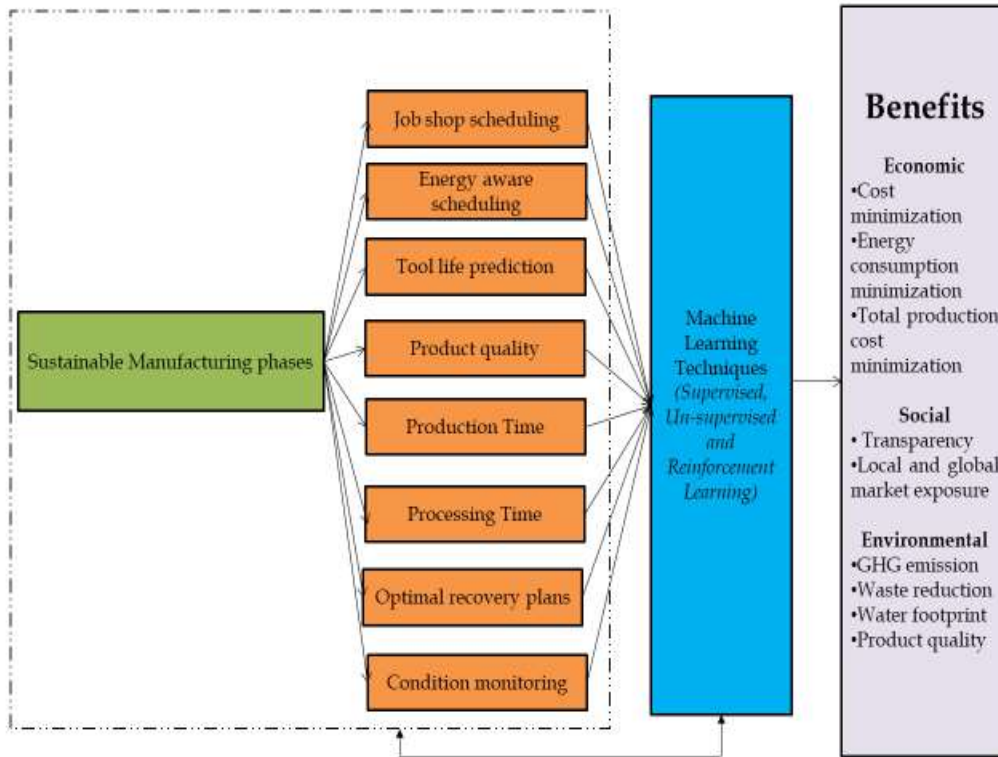 Sustainable Manufacturing phases
Job shop scheduling
Energy aware
scheduling
Tool life prediction
Product quality
Production Time
Processing Time
Optimal recovery plans
Condition monitoring
Machine
Learning
Techniques
(Supervised,
Un-supervised
and
Reinforcement
Learning)
Benefits
Economic
•Cost
minimization
•Energy
consumption
minimization
•Total production
cost
minimization
Social
• Transparency
•Local and global
market exposure
Environmental
•GHG emission
•Waste reduction
•Water footprint
•Product quality